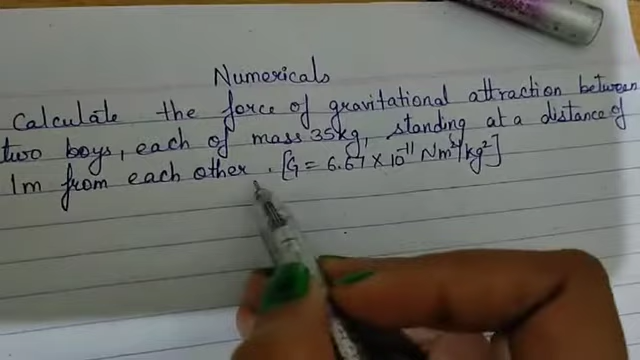 Numericals
Calculate the force of gravitational attraction between
two boys, each of mass 35kg, standing at a distance of
1m from each other. [G = 6.67 × 10⁻¹¹ Nm²/kg²]